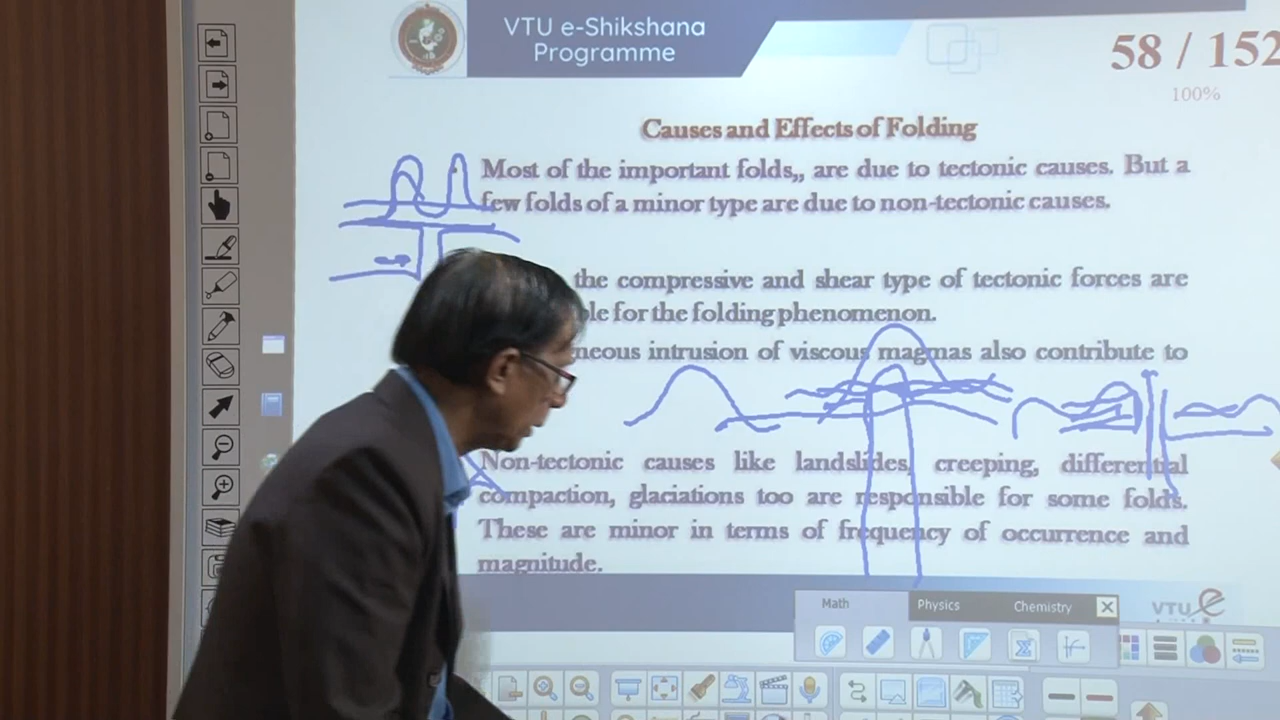 VTU e-Shikshana
Programme
58 / 152
100%
Causes and Effects of Folding
Most of the important folds,, are due to tectonic causes. But a
few folds of a minor type are due to non-tectonic causes.
the compressive and shear type of tectonic forces are
for the folding phenomenon.
intrusion of viscous magmas also contribute to
Non-tectonic causes like landslides, creeping, differential
compaction, glaciations too are responsible for some folds.
These are minor in terms of frequency of occurrence and
magnitude.
Math Physics Chemistry
VTU e